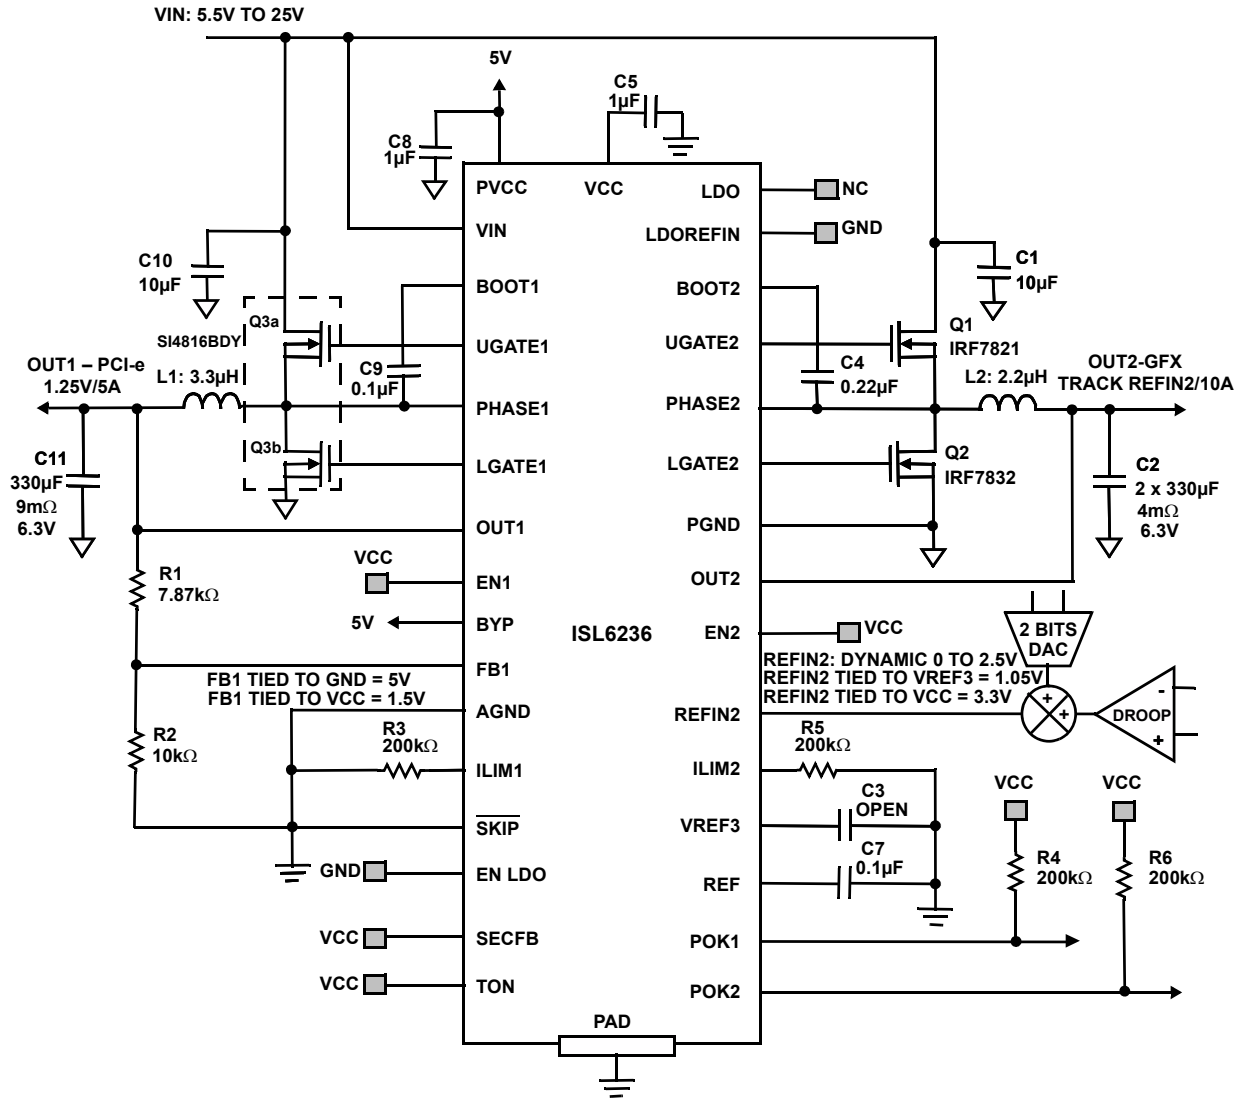 VIN: 5.5V TO 25V
5V
C5
1µF
C8
1µF
PVCC
VCC
LDO
NC
VIN
LDOREFIN
GND
C10
10µF
BOOT1
BOOT2
C1
10µF
Q3a
SI4816BDY
UGATE1
UGATE2
Q1
IRF7821
OUT1 – PCI-e
1.25V/5A
L1: 3.3µH
C9
0.1µF
C4
0.22µF
L2: 2.2µH
OUT2-GFX
TRACK REFIN2/10A
PHASE1
PHASE2
Q3b
LGATE1
LGATE2
Q2
IRF7832
C11
330µF
9mΩ
6.3V
C2
2 x 330µF
4mΩ
6.3V
OUT1
PGND
VCC
EN1
OUT2
R1
7.87kΩ
5V
BYP
ISL6236
EN2
VCC
2 BITS
DAC
FB1
FB1 TIED TO GND = 5V
FB1 TIED TO VCC = 1.5V
REFIN2: DYNAMIC 0 TO 2.5V
REFIN2 TIED TO VREF3 = 1.05V
REFIN2 TIED TO VCC = 3.3V
AGND
REFIN2
+
+
DROOP
-
+
R2
10kΩ
R3
200kΩ
R5
200kΩ
ILIM1
ILIM2
VCC
VCC
C3
OPEN
SKIP
VREF3
C7
0.1µF
R4
200kΩ
R6
200kΩ
GND
EN LDO
REF
VCC
SECFB
POK1
VCC
TON
POK2
PAD